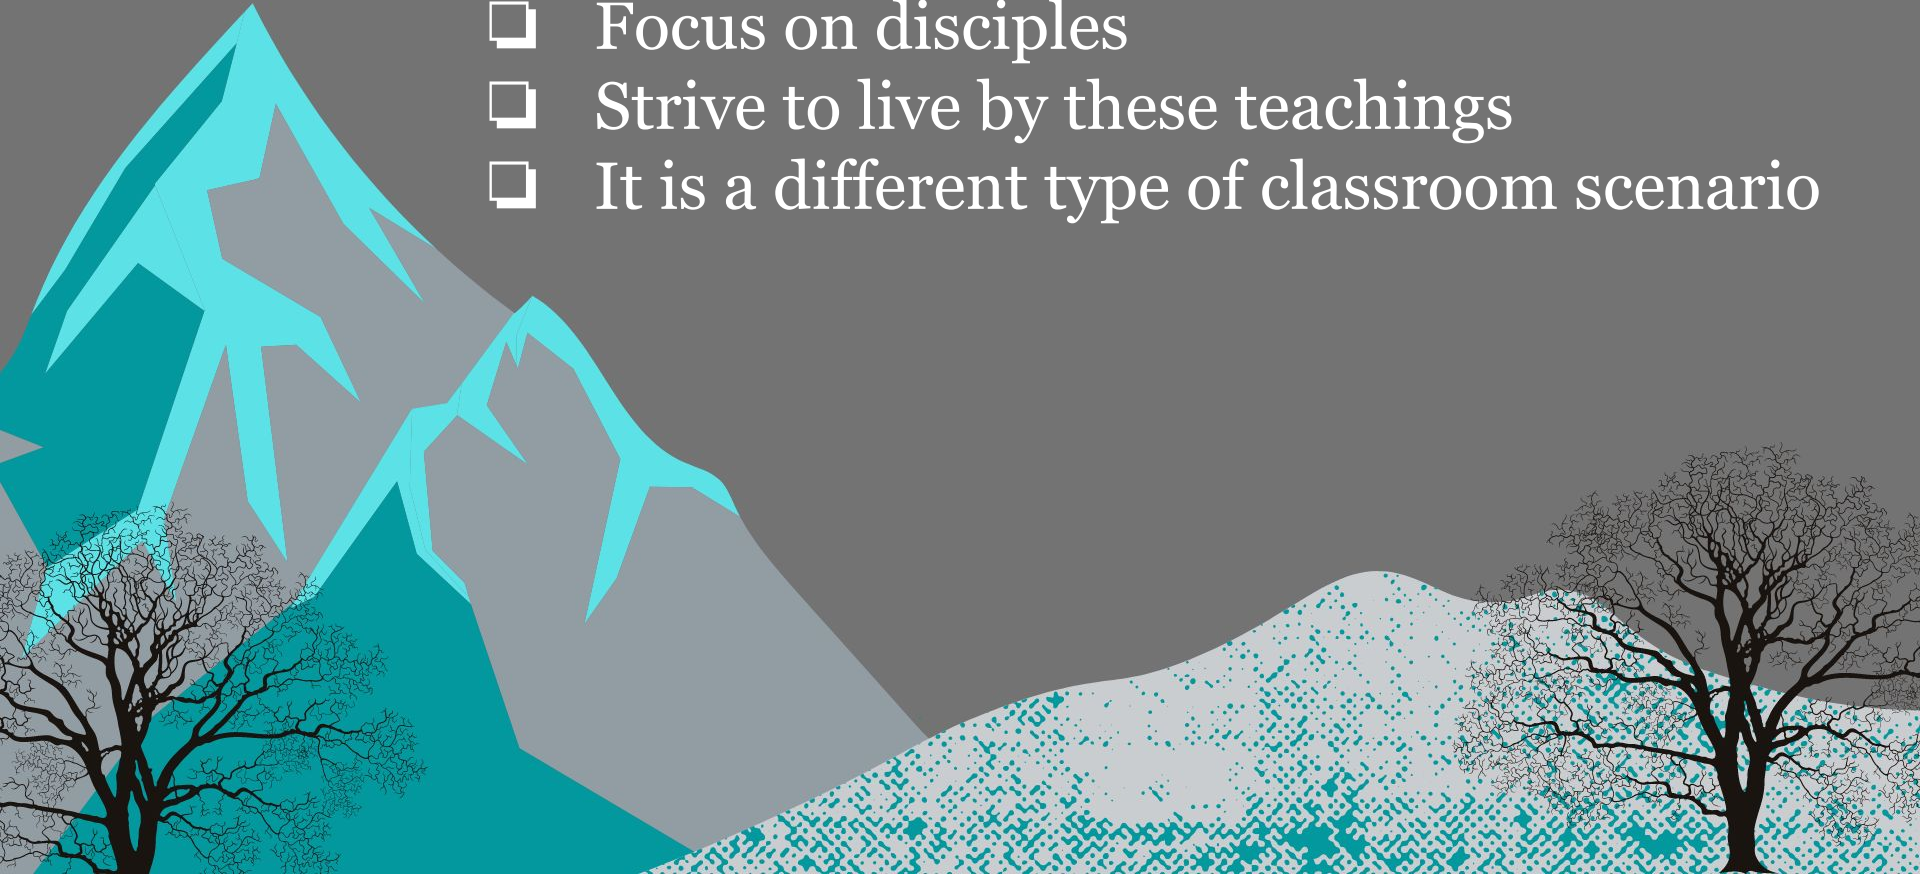 ❑ Focus on disciples
❑ Strive to live by these teachings
❑ It is a different type of classroom scenario